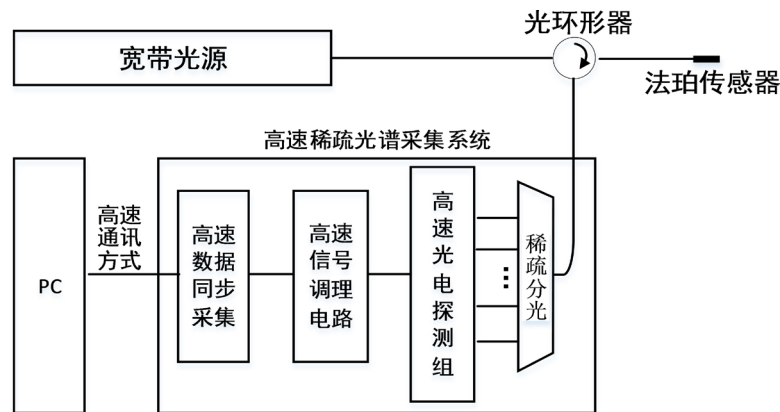 光环形器
宽带光源
法珀传感器
高速稀疏光谱采集系统
高速
通讯
方式
PC
高速
数据
同步
采集
高速
信号
调理
电路
高速光电探测组
稀疏分光